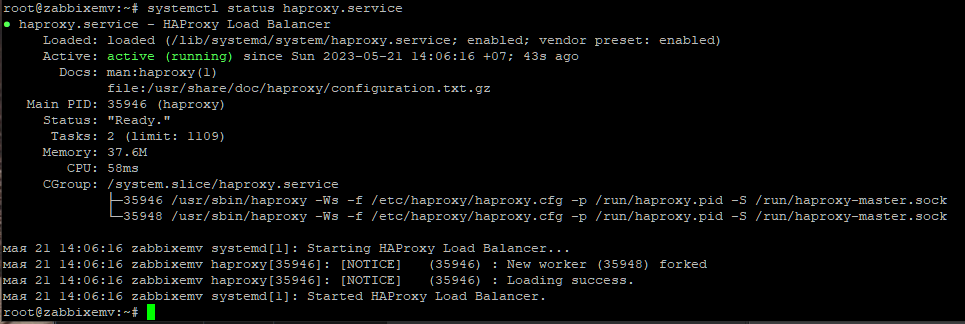 root@zabbixemv:~# systemctl status haproxy.service
● haproxy.service - HAProxy Load Balancer
Loaded: loaded (/lib/systemd/system/haproxy.service; enabled; vendor preset: enabled)
Active: active (running) since Sun 2023-05-21 14:06:16 +07; 43s ago
Docs: man:haproxy(1)
file:/usr/share/doc/haproxy/configuration.txt.gz
Main PID: 35946 (haproxy)
Status: "Ready."
Tasks: 2 (limit: 1109)
Memory: 37.6M
CPU: 58ms
CGroup: /system.slice/haproxy.service
├─35946 /usr/sbin/haproxy -Ws -f /etc/haproxy/haproxy.cfg -p /run/haproxy.pid -S /run/haproxy-master.sock
└─35948 /usr/sbin/haproxy -Ws -f /etc/haproxy/haproxy.cfg -p /run/haproxy.pid -S /run/haproxy-master.sock
мая 21 14:06:16 zabbixemv systemd[1]: Starting HAProxy Load Balancer...
мая 21 14:06:16 zabbixemv haproxy[35946]: [NOTICE] (35946) : New worker (35948) forked
мая 21 14:06:16 zabbixemv haproxy[35946]: [NOTICE] (35946) : Loading success.
мая 21 14:06:16 zabbixemv systemd[1]: Started HAProxy Load Balancer.
root@zabbixemv:~#